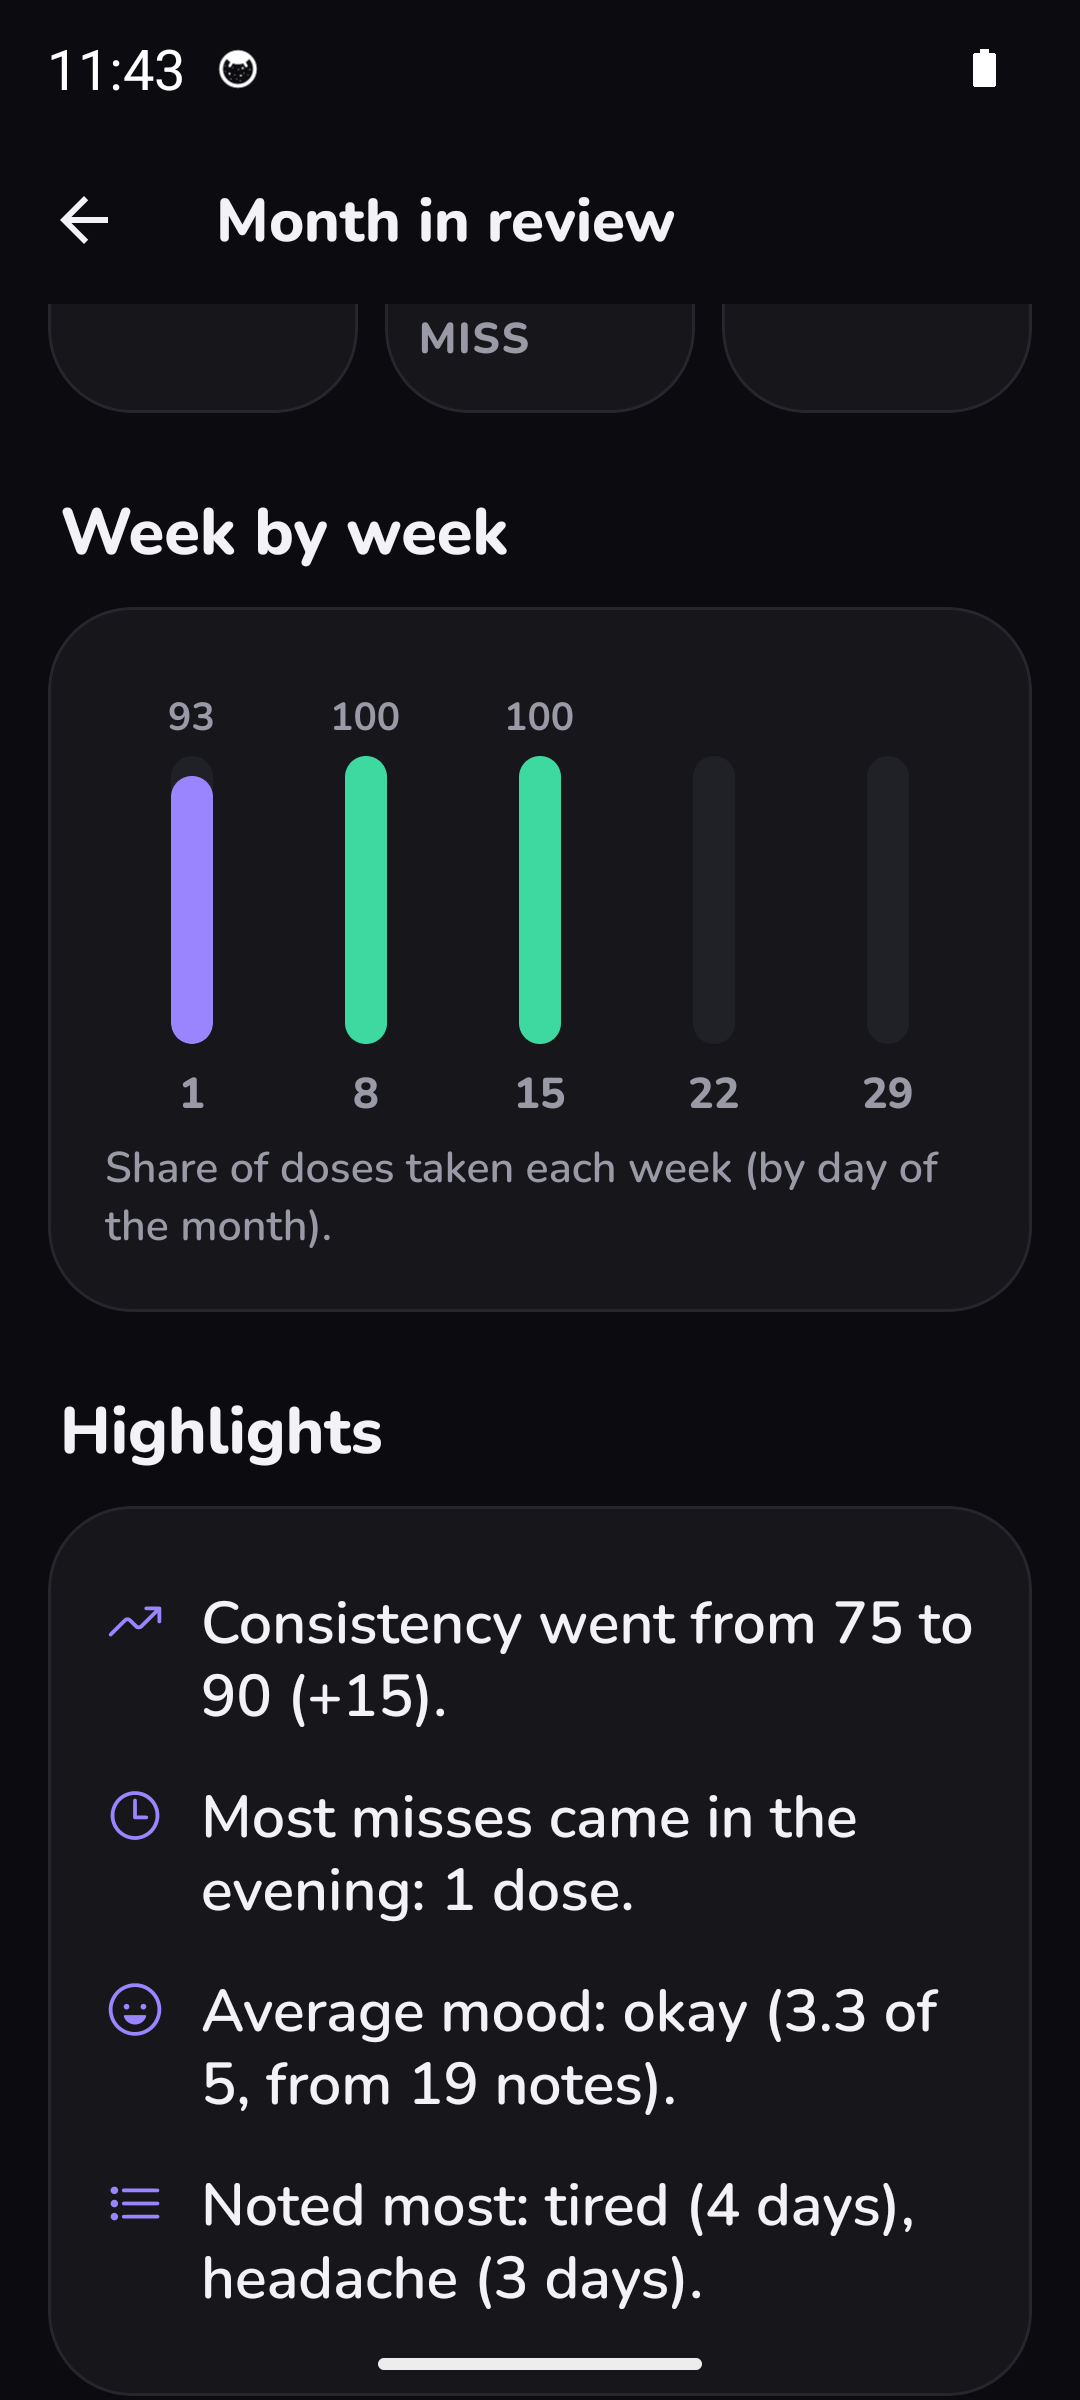 11:43
Month in review
MISS
Week by week
93 100 100
1 8 15 22 29
Share of doses taken each week (by day of
the month).
Highlights
Consistency went from 75 to
90 (+15).
Most misses came in the
evening: 1 dose.
Average mood: okay (3.3 of
5, from 19 notes).
Noted most: tired (4 days),
headache (3 days).